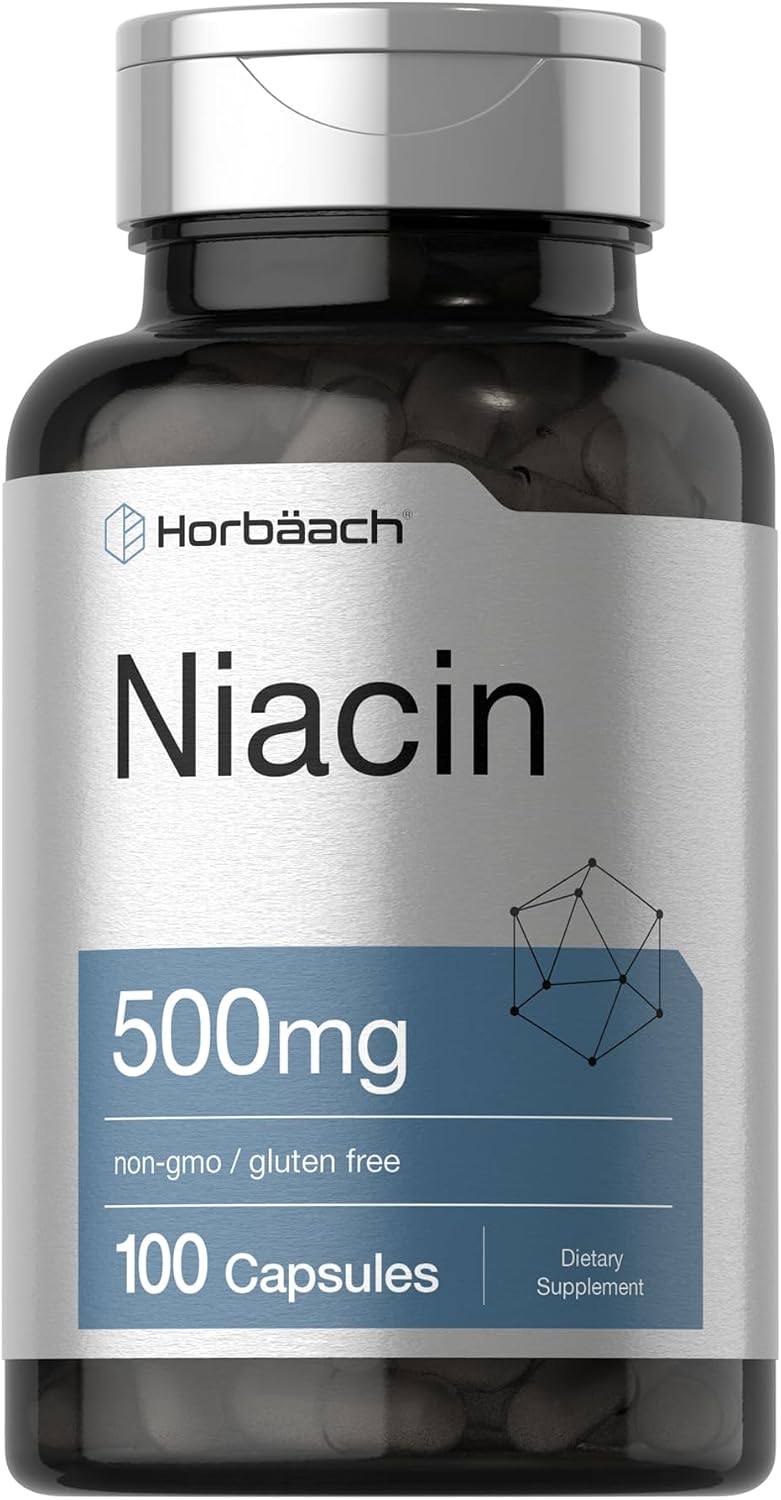 Horbäach®
Niacin
500mg
non-gmo / gluten free
100 Capsules
Dietary
Supplement